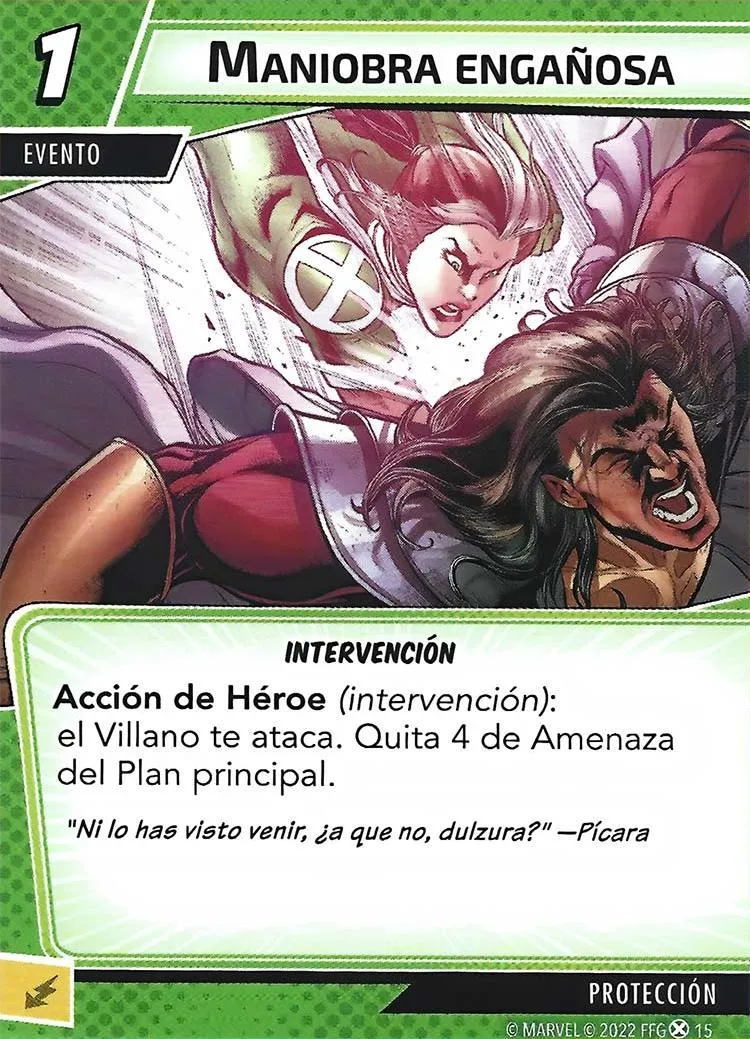 1
MANIOBRA ENGAÑOSA
EVENTO
INTERVENCIÓN
Acción de Héroe (intervención):
el Villano te ataca. Quita 4 de Amenaza
del Plan principal.
"Ni lo has visto venir, ¿a que no, dulzura?" —Pícara
PROTECCIÓN
© MARVEL © 2022 FFG 15